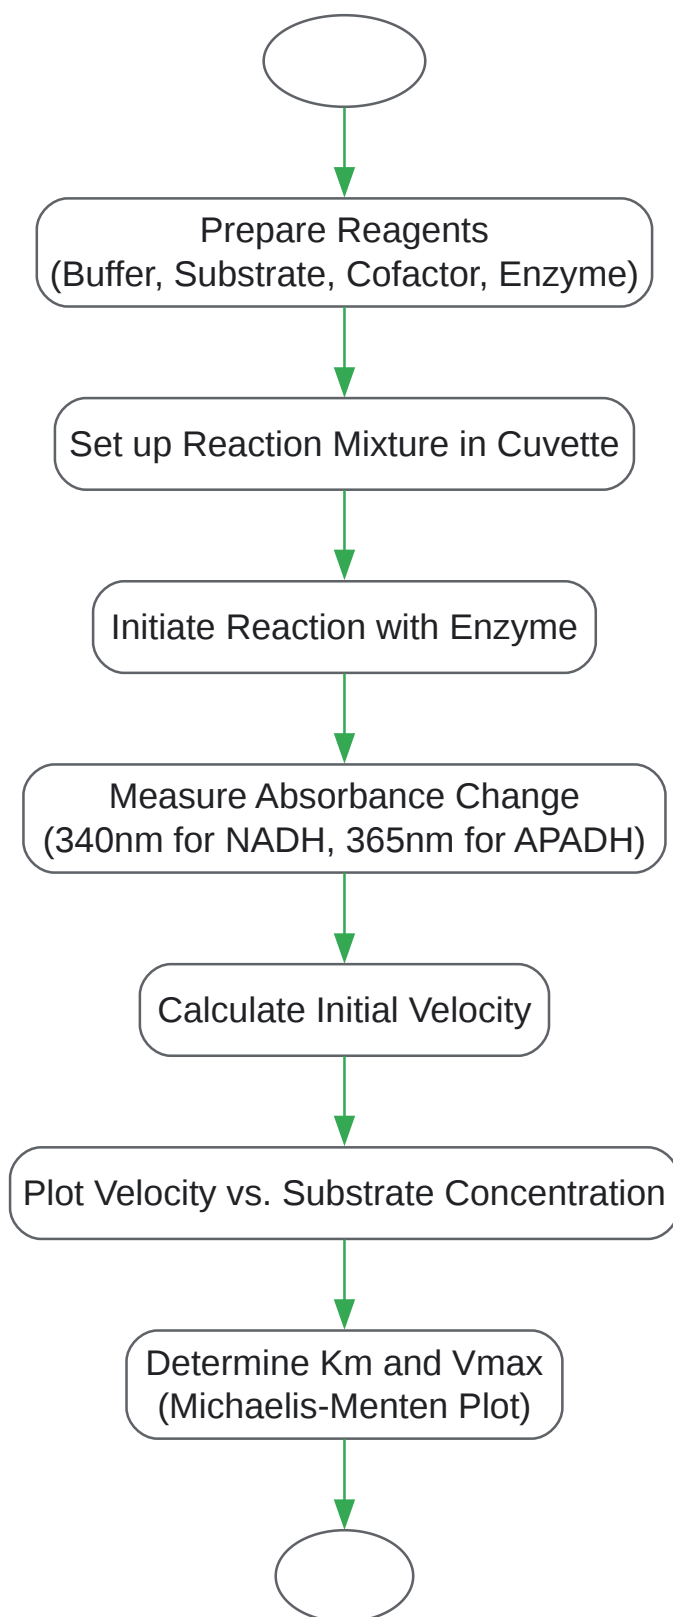 Prepare Reagents
(Buffer, Substrate, Cofactor, Enzyme)
Set up Reaction Mixture in Cuvette
Initiate Reaction with Enzyme
Measure Absorbance Change
(340nm for NADH, 365nm for APADH)
Calculate Initial Velocity
Plot Velocity vs. Substrate Concentration
Determine Km and Vmax
(Michaelis-Menten Plot)